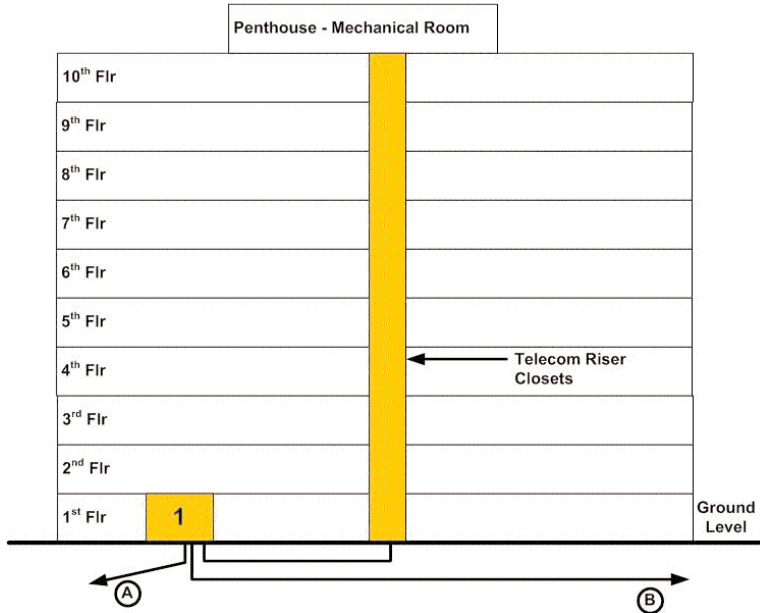 Penthouse - Mechanical Room
10th Flr
9th Flr
8th Flr
7th Flr
6th Flr
5th Flr
4th Flr
Telecom Riser
Closets
3rd Flr
2nd Flr
1st Flr
1
Ground
Level
A
B